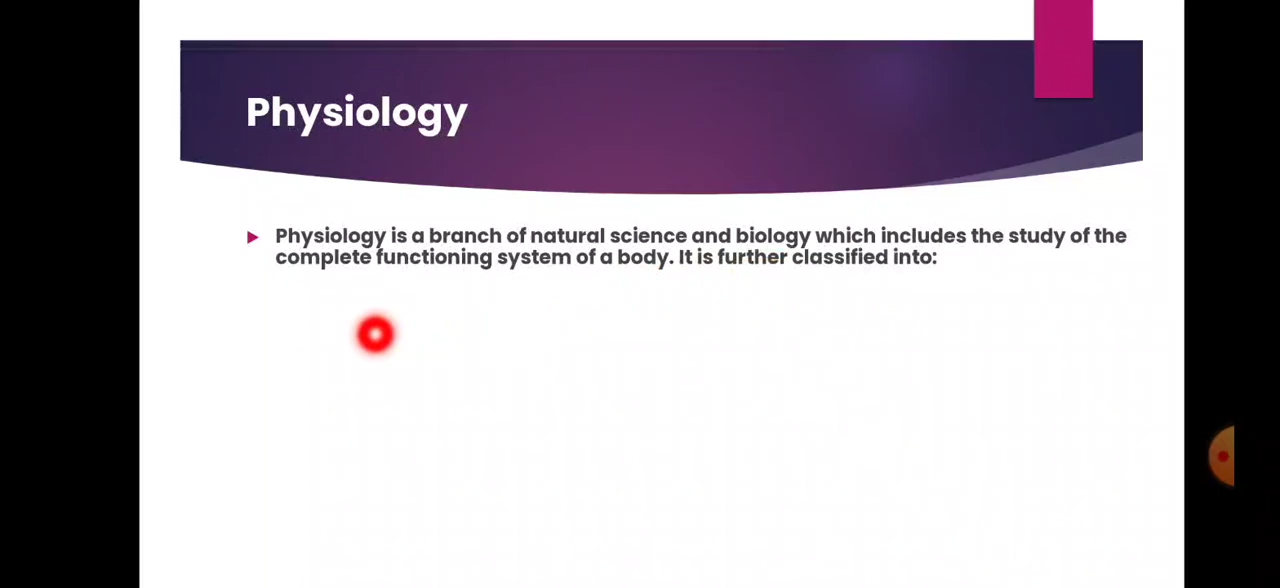 Physiology
Physiology is a branch of natural science and biology which includes the study of the
complete functioning system of a body. It is further classified into: